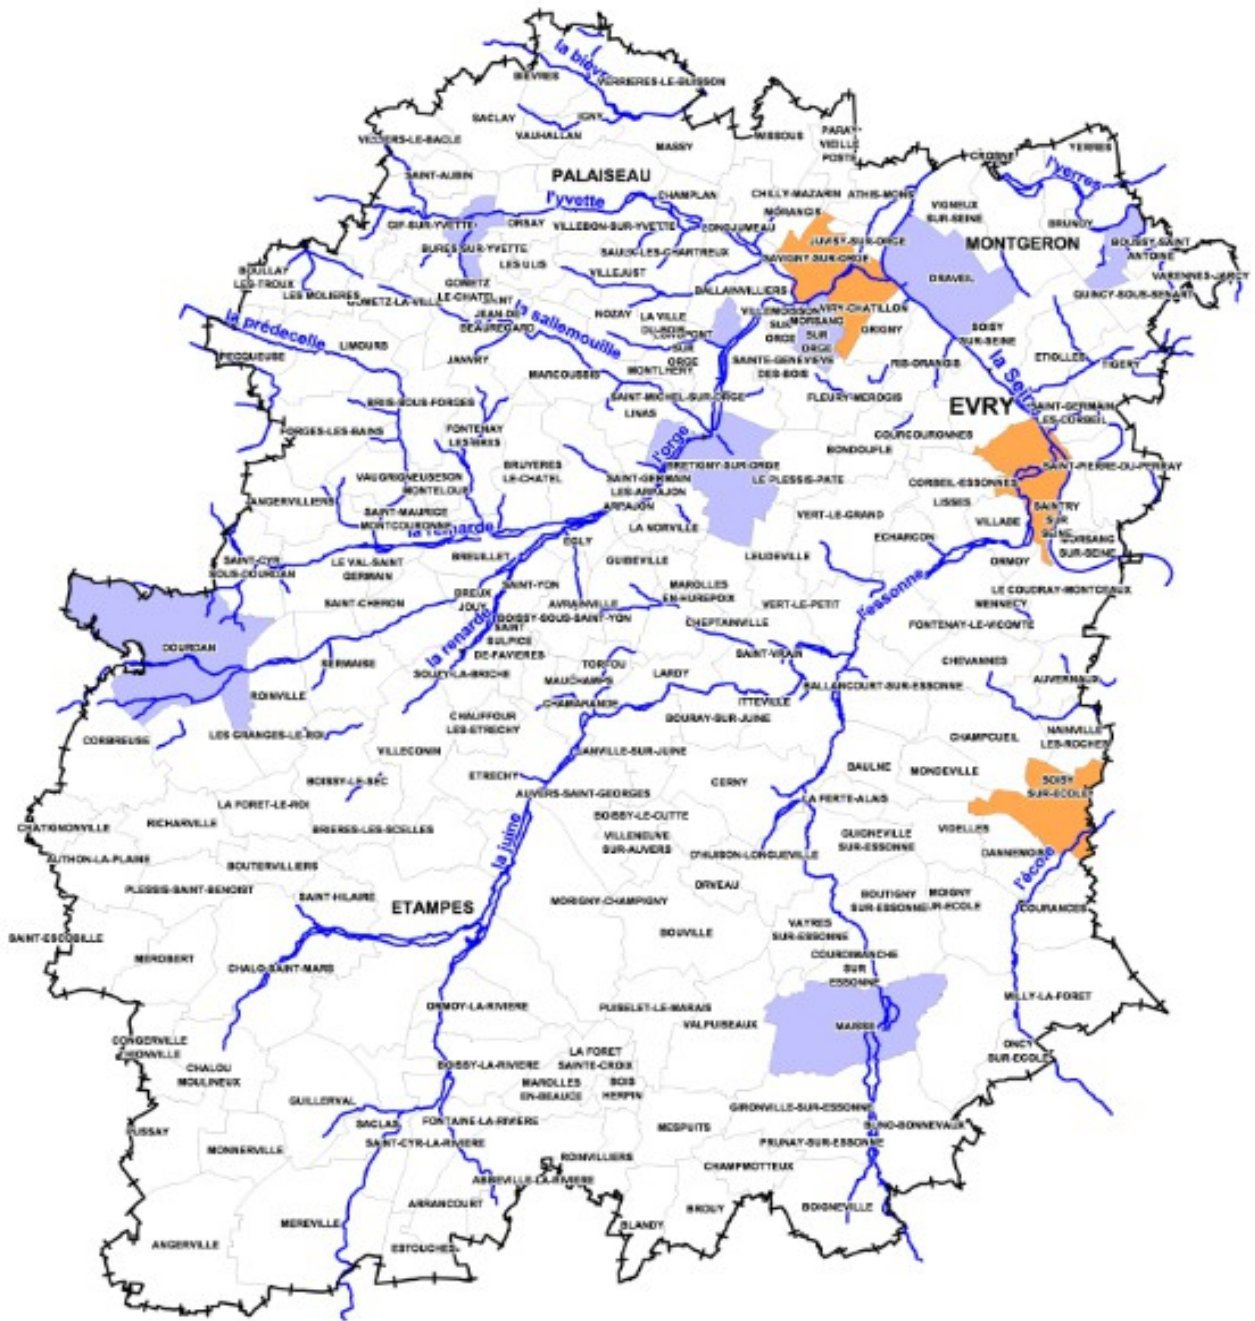 la bièvre
BIEVRES
VERRIERES-LE-BUISSON
SACLAY
IGNY
VAUHALLAN
VILLIERS-LE-BACLE
MASSY
WISSOUS
PARAY
VIEILLE
POSTE
CROSNE
YERRES
SAINT-AUBIN
PALAISEAU
l'yvette
CHAMPLAN
CHILLY-MAZARIN
ATHIS-MONS
l'yerres
VIGNEUX
SUR-SEINE
BRUNOY
MORANGIS
GIF-SUR-YVETTE
ORSAY
VILLEBON-SUR-YVETTE
LONGJUMEAU
JUVISY-SUR-ORGE
MONTGERON
BOUSSY-SAINT
ANTOINE
BURES-SUR-YVETTE
SAULX-LES-CHARTREUX
SAVIGNY-SUR-ORGE
LES ULIS
VILLEJUST
DRAVEIL
VARENNES-JARCY
BOULLAY
LES-TROUX
GOMETZ
LE-CHATEL
BALLAINVILLIERS
QUINCY-SOUS-SENART
LES MOLIERES
GOMETZ-LA-VILLE
SAINT
JEAN-DE
BEAUREGARD
NOZAY
LA VILLE
DU-BOIS
VILLEMOISSON
SUR
ORGE
MORSANG
SUR
ORGE
VIRY-CHATILLON
GRIGNY
la prédecelle
la sallemouille
SUR
ORGE
SOISY
SUR-SEINE
LIMOURS
PECQUEUSE
JANVRY
MARCOUSSIS
MONTLHERY
SAINTE-GENEVIEVE
DES-BOIS
RIS-ORANGIS
la Seine
ETIOLLES
TIGERY
BRIIS-SOUS-FORGES
SAINT-MICHEL-SUR-ORGE
LINAS
FLEURY-MEROGIS
EVRY
SAINT-GERMAIN
LES-CORBEIL
FORGES-LES-BAINS
FONTENAY
LES-BRIIS
l'orge
COURCOURONNES
BONDOUFLE
BRUYERES
LE-CHATEL
BRETIGNY-SUR-ORGE
SAINT-PIERRE-DU-PERRAY
VAUGRIGNEUSE
SAINT-GERMAIN
LES-ARPAJON
LE PLESSIS-PATE
CORBEIL-ESSONNES
ANGERVILLIERS
SAINT-MAURICE
MONTCOURONNE
ARPAJON
LISSES
SAINTRY
SUR
SEINE
VERT-LE-GRAND
VILLABE
la remarde
LA NORVILLE
EGLY
ECHARCON
MORSANG
SUR-SEINE
SAINT-CYR
SOUS-DOURDAN
LE VAL-SAINT
GERMAIN
BREUILLET
GUIBEVILLE
LEUDEVILLE
ORMOY
SAINT-YON
MAROLLES
EN-HUREPOIX
l'essonne
LE COUDRAY-MONTCEAUX
SAINT-CHERON
BREUX
JOUY
AVRAINVILLE
VERT-LE-PETIT
MENNECY
la renarde
BOISSY-SOUS-SAINT-YON
CHEPTAINVILLE
FONTENAY-LE-VICOMTE
DOURDAN
SAINT
SULPICE
DE-FAVIERES
SAINT-VRAIN
SERMAISE
TORFOU
CHEVANNES
SOUZY-LA-BRICHE
MAUCHAMPS
LARDY
AUVERNAUX
BALLANCOURT-SUR-ESSONNE
ROINVILLE
CHAMARANDE
ITTEVILLE
CHAUFFOUR
LES-ETRECHY
BOURAY-SUR-JUINE
NAINVILLE
LES-ROCHES
CORBREUSE
LES GRANGES-LE-ROI
CHAMPCUEIL
VILLECONIN
JANVILLE-SUR-JUINE
BAULNE
MONDEVILLE
ETRECHY
BOISSY-LE-SEC
CERNY
SOISY
SUR-ECOLE
AUVERS-SAINT-GEORGES
LA FERTE-ALAIS
LA FORET-LE-ROI
BOISSY-LE-CUTTE
CHATIGNONVILLE
RICHARVILLE
BRIERES-LES-SCELLES
VILLENEUVE
SUR-AUVERS
GUIGNEVILLE
SUR-ESSONNE
VIDELLES
AUTHON-LA-PLAINE
BOUTERVILLIERS
la juine
D'HUISON-LONGUEVILLE
DANNEMOIS
l'école
PLESSIS-SAINT-BENOIST
SAINT-HILAIRE
ORVEAU
BOUTIGNY
SUR-ESSONNE
MOIGNY
SUR-ECOLE
ETAMPES
MORIGNY-CHAMPIGNY
COURANCES
SAINT-ESCOBILLE
BOUVILLE
VAYRES
SUR-ESSONNE
MEROBERT
CHALO-SAINT-MARS
COURDIMANCHE
SUR
ESSONNE
ORMOY-LA-RIVIERE
PUISELET-LE-MARAIS
MILLY-LA-FORET
VALPUISEAUX
MAISSE
CONGERVILLE
THIONVILLE
ONCY
SUR-ECOLE
LA FORET
SAINTE-CROIX
CHALOU
MOULINEUX
BOISSY-LA-RIVIERE
MAROLLES
EN-BEAUCE
BOIS
HERPIN
GUILLERVAL
GIRONVILLE-SUR-ESSONNE
SACLAS
FONTAINE-LA-RIVIERE
MESPUITS
BUNO-BONNEVAUX
PUSSAY
MONNERVILLE
SAINT-CYR-LA-RIVIERE
PRUNAY-SUR-ESSONNE
ROINVILLIERS
CHAMPMOTTEUX
ABBEVILLE-LA-RIVIERE
ARRANCOURT
BROUY
BOIGNEVILLE
MEREVILLE
BLANDY
ANGERVILLE
ESTOUCHES